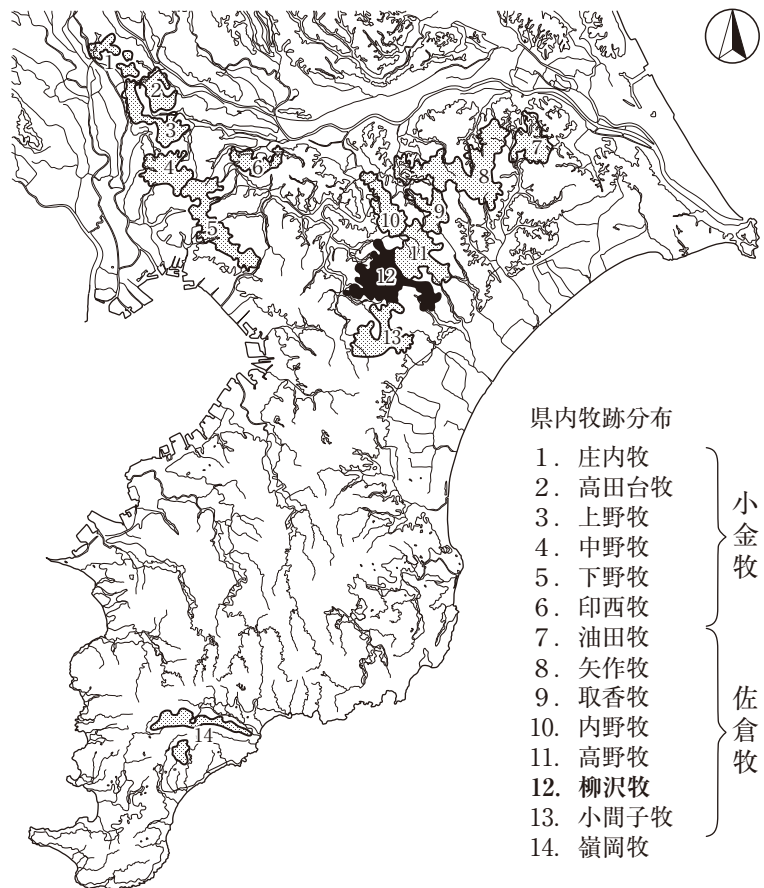 1
2
3
4
5
6
7
8
9
10
11
12
13
14
県内牧跡分布
1. 庄内牧
2. 高田台牧
3. 上野牧
4. 中野牧
5. 下野牧
6. 印西牧
7. 油田牧
8. 矢作牧
9. 取香牧
10. 内野牧
11. 高野牧
12. 柳沢牧
13. 小間子牧
14. 嶺岡牧
小金牧
佐倉牧